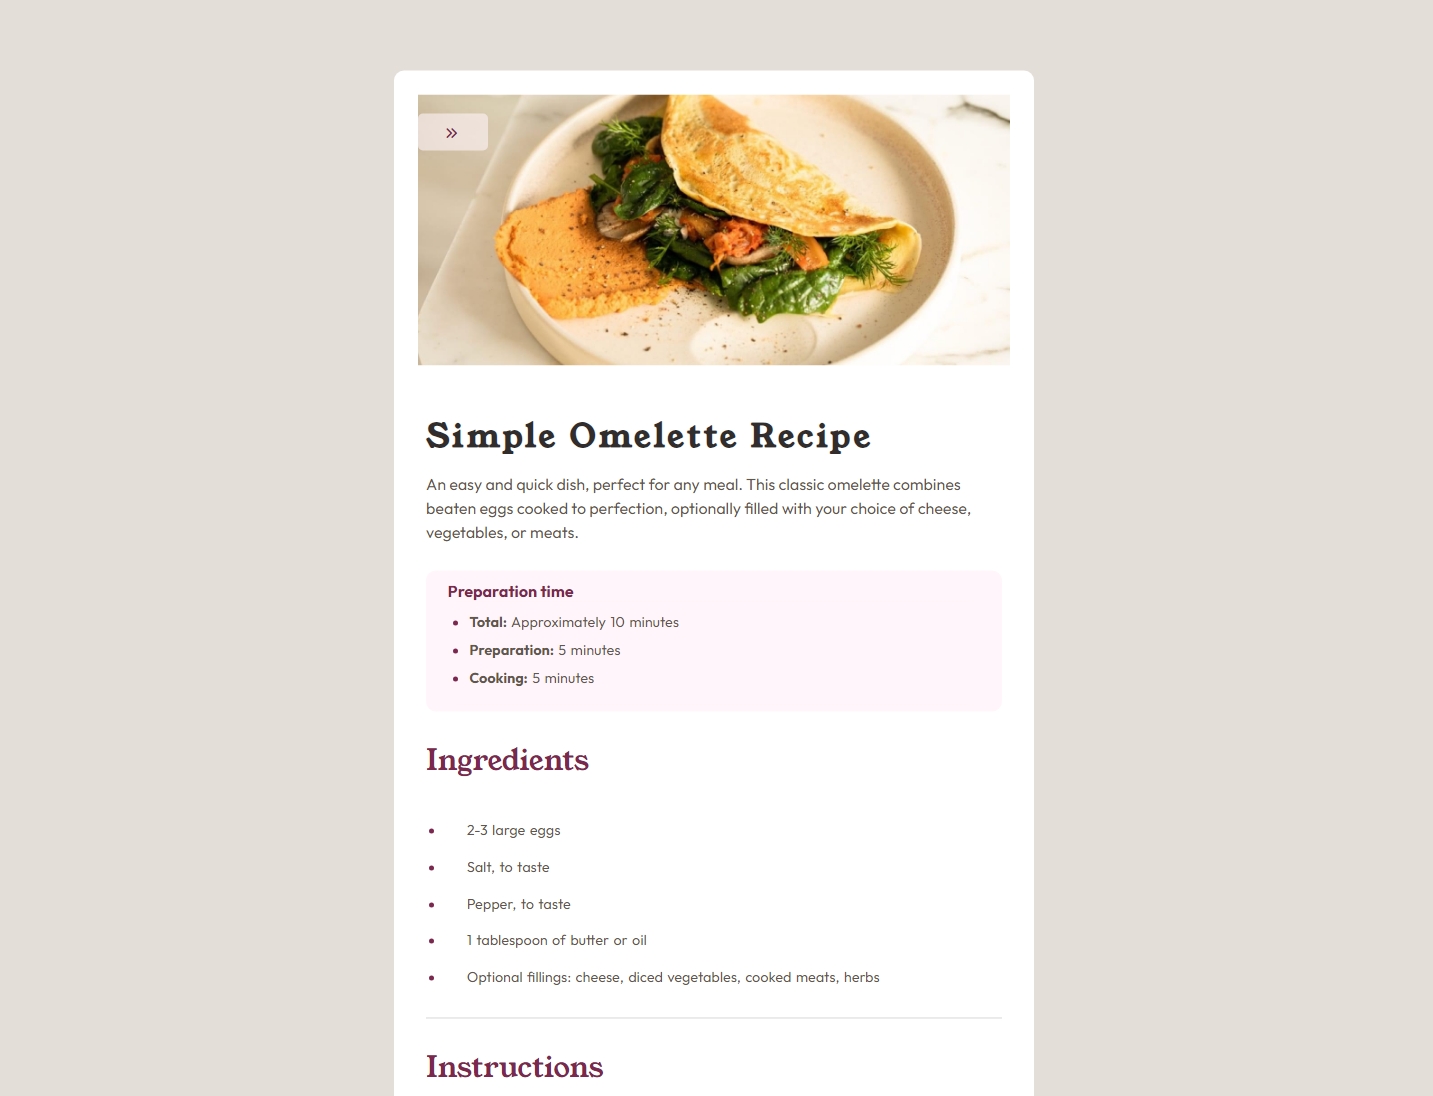 »
Simple Omelette Recipe
An easy and quick dish, perfect for any meal. This classic omelette combines
beaten eggs cooked to perfection, optionally filled with your choice of cheese,
vegetables, or meats.
Preparation time
• Total: Approximately 10 minutes
• Preparation: 5 minutes
• Cooking: 5 minutes
Ingredients
• 2-3 large eggs
• Salt, to taste
• Pepper, to taste
• 1 tablespoon of butter or oil
• Optional fillings: cheese, diced vegetables, cooked meats, herbs
Instructions